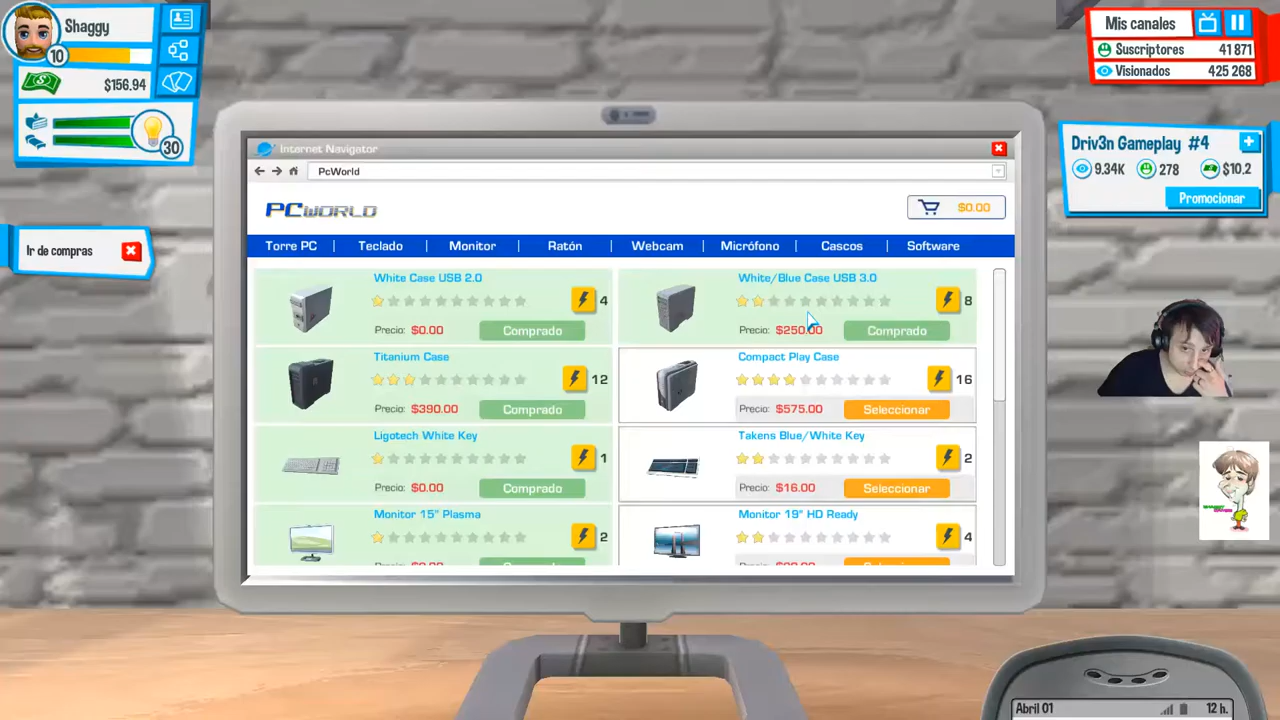 Shaggy
10
$156.94
30
Ir de compras
Mis canales
Suscriptores 41 871
Visionados 425 268
Driv3n Gameplay #4
9.34K 278 $10.2
Promocionar
Internet Navigator
PcWorld
PCWORLD
$0.00
Torre PC | Teclado | Monitor | Ratón | Webcam | Micrófono | Cascos | Software
White Case USB 2.0
4
Precio: $0.00 Comprado
White/Blue Case USB 3.0
8
Precio: $250.00 Comprado
Titanium Case
12
Precio: $390.00 Comprado
Compact Play Case
16
Precio: $575.00 Seleccionar
Ligotech White Key
1
Precio: $0.00 Comprado
Takens Blue/White Key
2
Precio: $16.00 Seleccionar
Monitor 15" Plasma
2
Monitor 19" HD Ready
4
Abril 01 12 h.